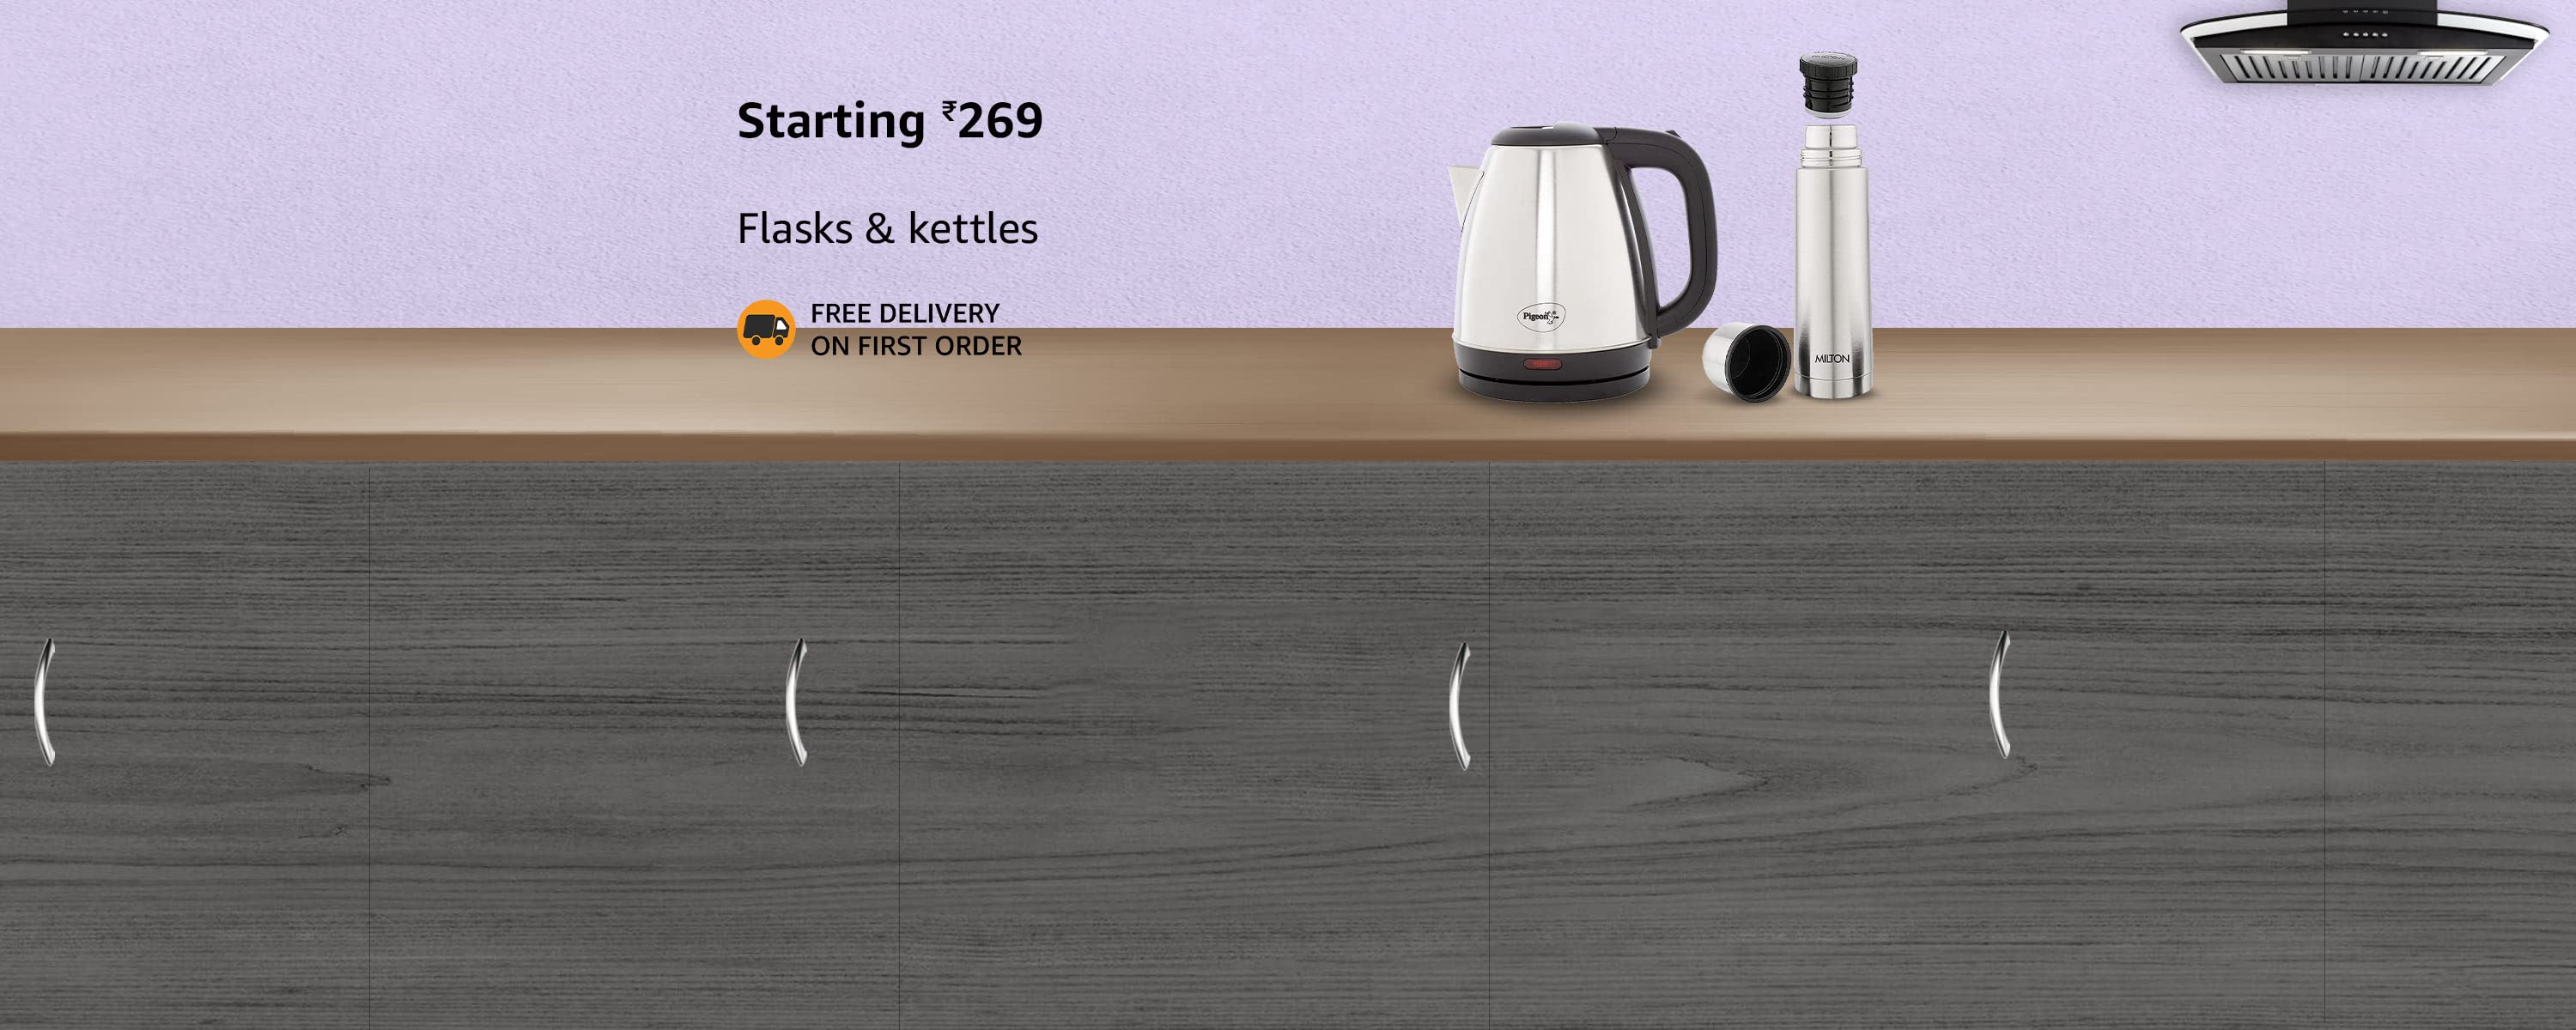 Starting ₹269
Flasks & kettles
FREE DELIVERY
ON FIRST ORDER
Pigeon
MILTON